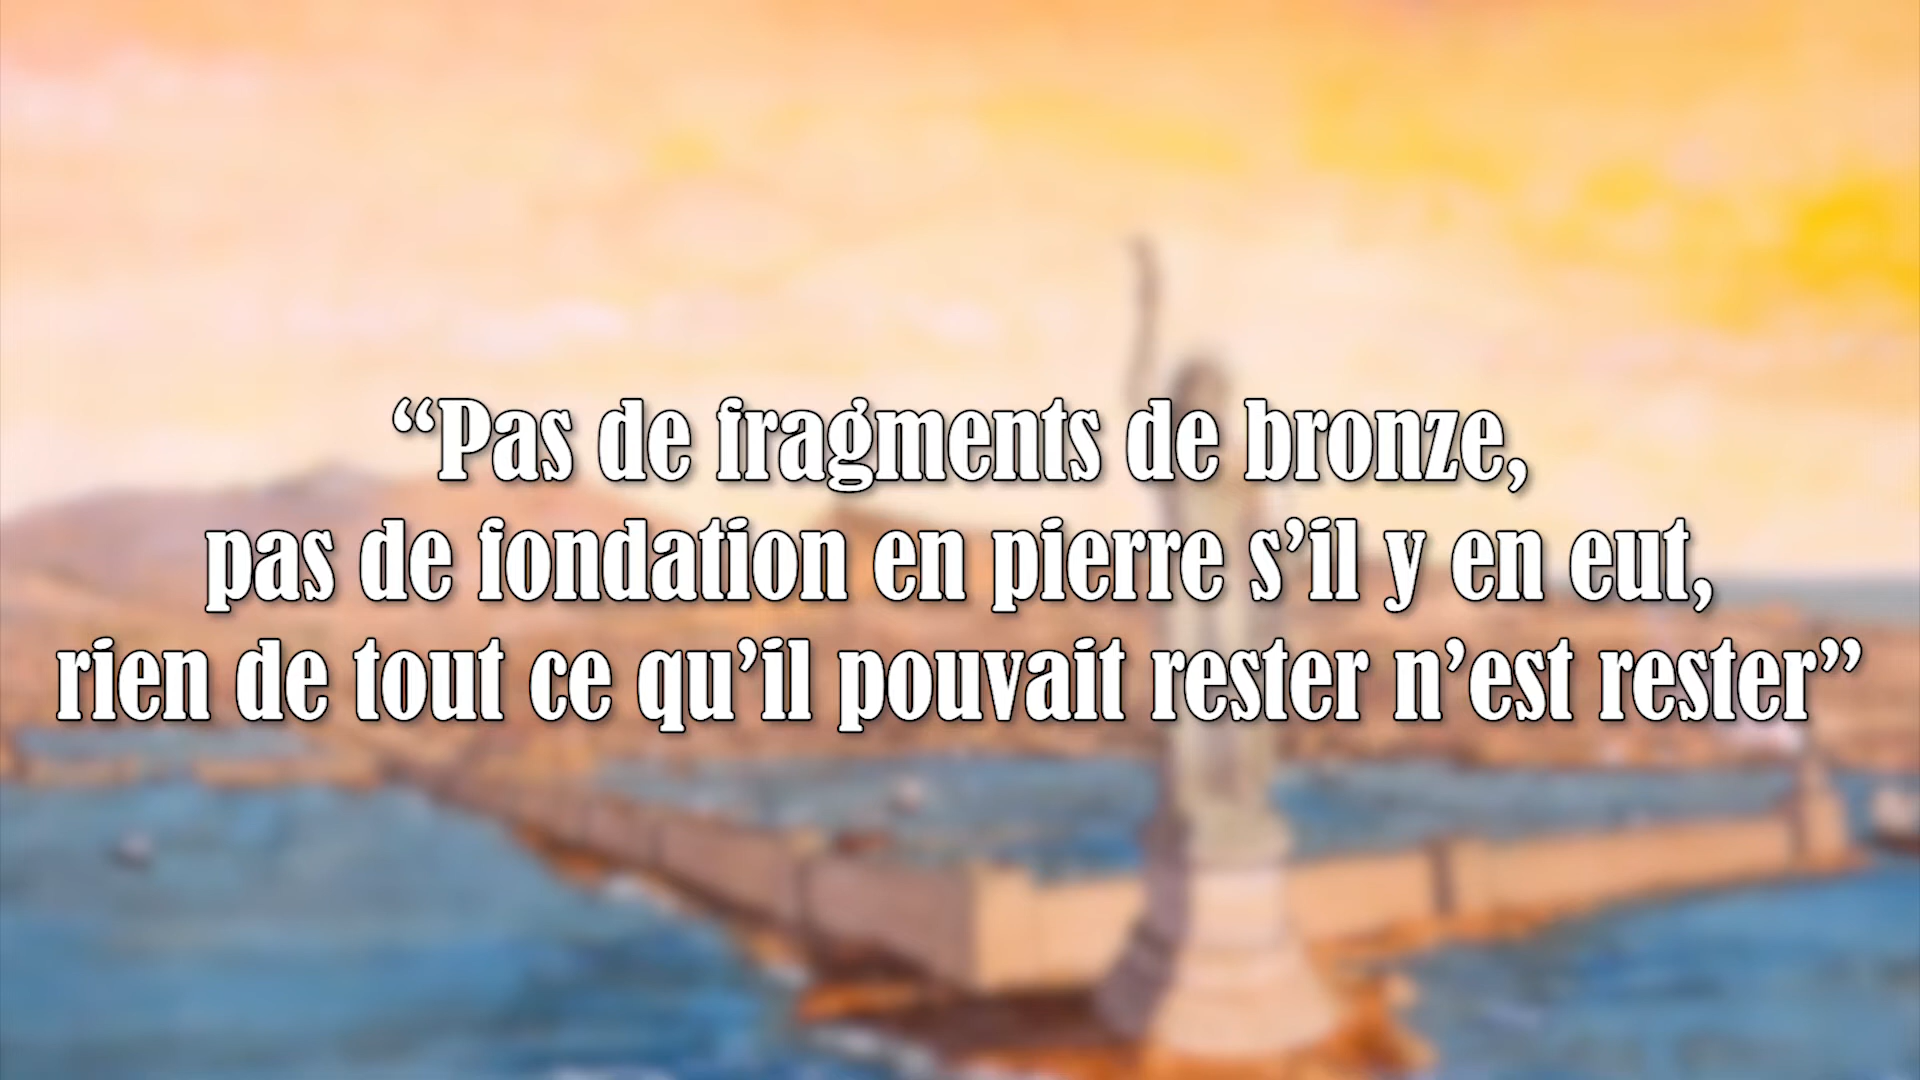 “Pas de fragments de bronze,
pas de fondation en pierre s’il y en eut,
rien de tout ce qu’il pouvait rester n’est rester”